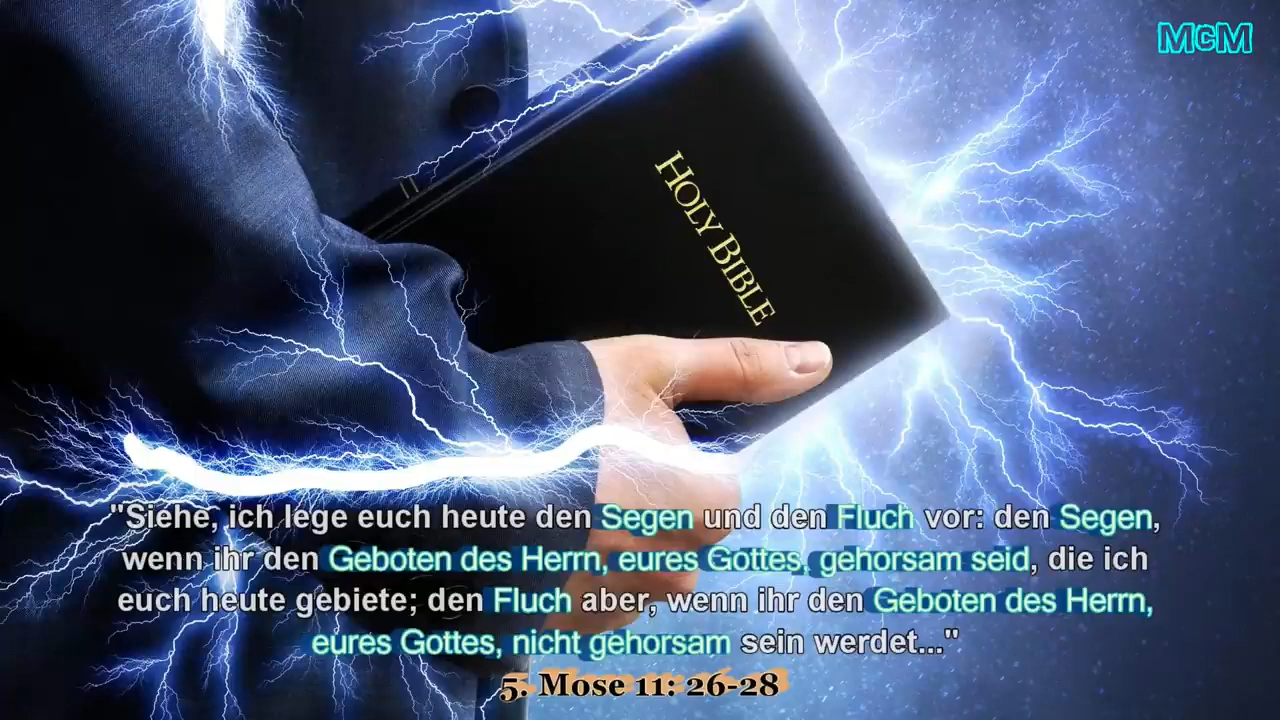 McM
HOLY BIBLE
"Siehe, ich lege euch heute den Segen und den Fluch vor: den Segen,
wenn ihr den Geboten des Herrn, eures Gottes, gehorsam seid, die ich
euch heute gebiete; den Fluch aber, wenn ihr den Geboten des Herrn,
eures Gottes, nicht gehorsam sein werdet..."
5. Mose 11: 26-28